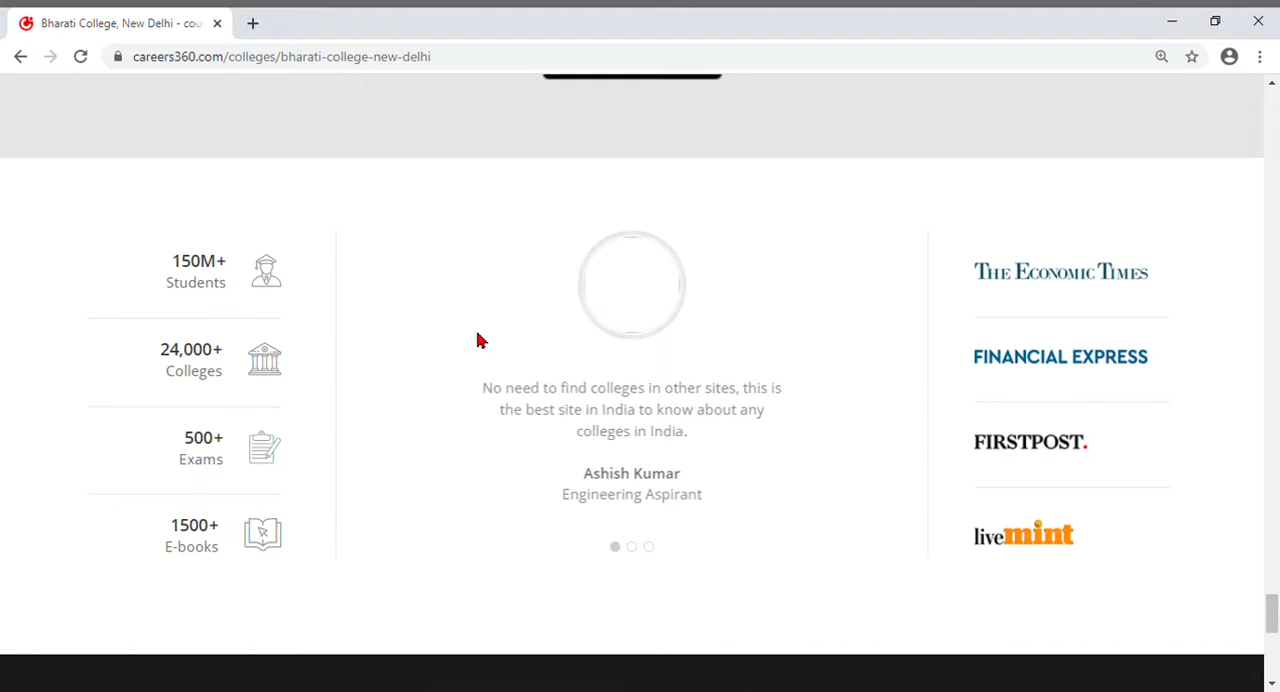 Bharati College, New Delhi - cou
careers360.com/colleges/bharati-college-new-delhi
150M+
Students
24,000+
Colleges
500+
Exams
1500+
E-books
No need to find colleges in other sites, this is
the best site in India to know about any
colleges in India.
Ashish Kumar
Engineering Aspirant
THE ECONOMIC TIMES
FINANCIAL EXPRESS
FIRSTPOST.
livemint